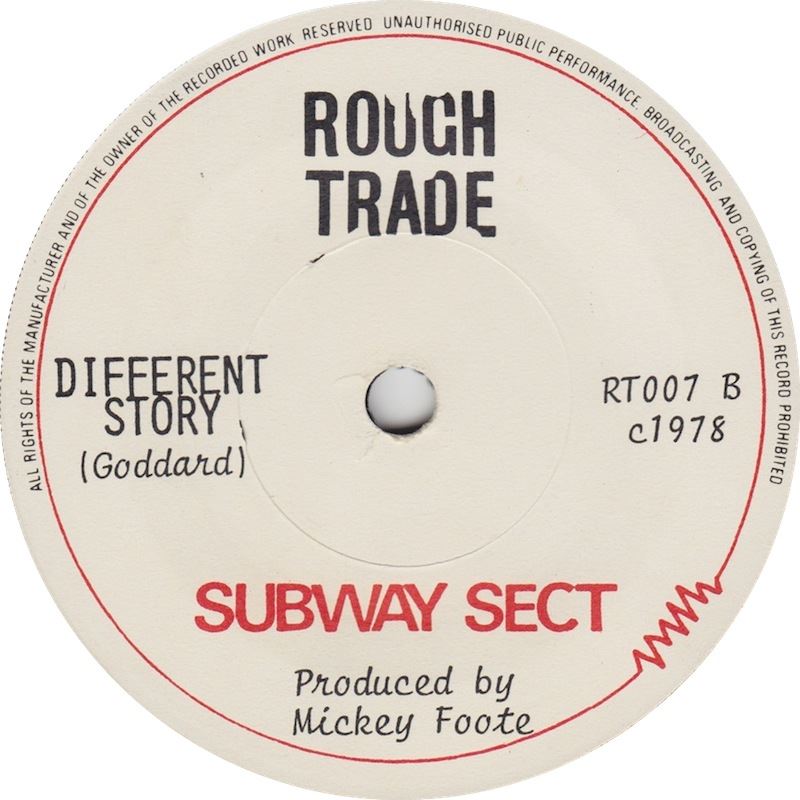 ALL RIGHTS OF THE MANUFACTURER AND OF THE OWNER OF THE RECORDED WORK RESERVED UNAUTHORISED PUBLIC PERFORMANCE. BROADCASTING AND COPYING OF THIS RECORD PROHIBITED
ROUGH
TRADE
DIFFERENT
STORY
(Goddard)
RT007 B
c1978
SUBWAY SECT
Produced by
Mickey Foote